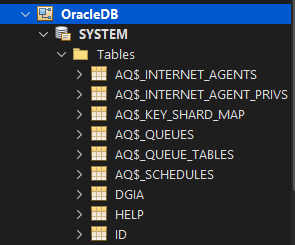 OracleDB
SYSTEM
Tables
AQ$_INTERNET_AGENTS
AQ$_INTERNET_AGENT_PRIVS
AQ$_KEY_SHARD_MAP
AQ$_QUEUES
AQ$_QUEUE_TABLES
AQ$_SCHEDULES
DGIA
HELP
ID